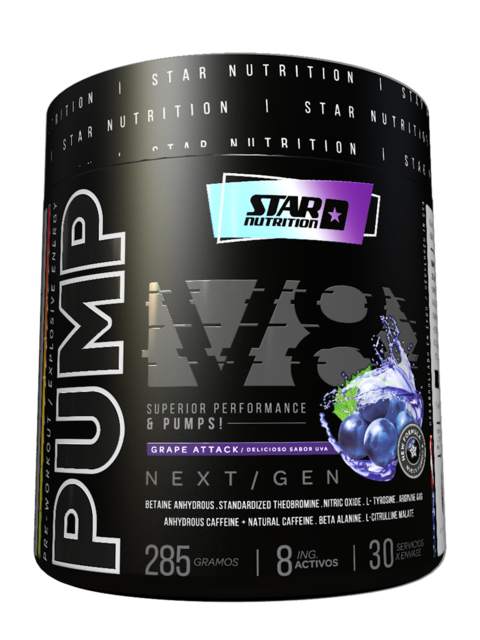 STAR NUTRITION
STAR NUTRITION | STAR
STAR NUTRITION
STAR
NUTRITION
PUMP
PRE-WORKOUT / EXPLOSIVE ENERGY
V8
SUPERIOR PERFORMANCE
& PUMPS!
GRAPE ATTACK / DELICIOSO SABOR UVA
NEXT/GEN
BETAINE ANHYDROUS . STANDARDIZED THEOBROMINE . NITRIC OXIDE . L- TYROSINE . ARGININE AKG
ANHYDROUS CAFFEINE + NATURAL CAFFEINE . BETA ALANINE . L-CITRULLINE MALATE
285 GRAMOS | 8 ING. ACTIVOS | 30 SERVICIOS X ENVASE
NEW FORMULA